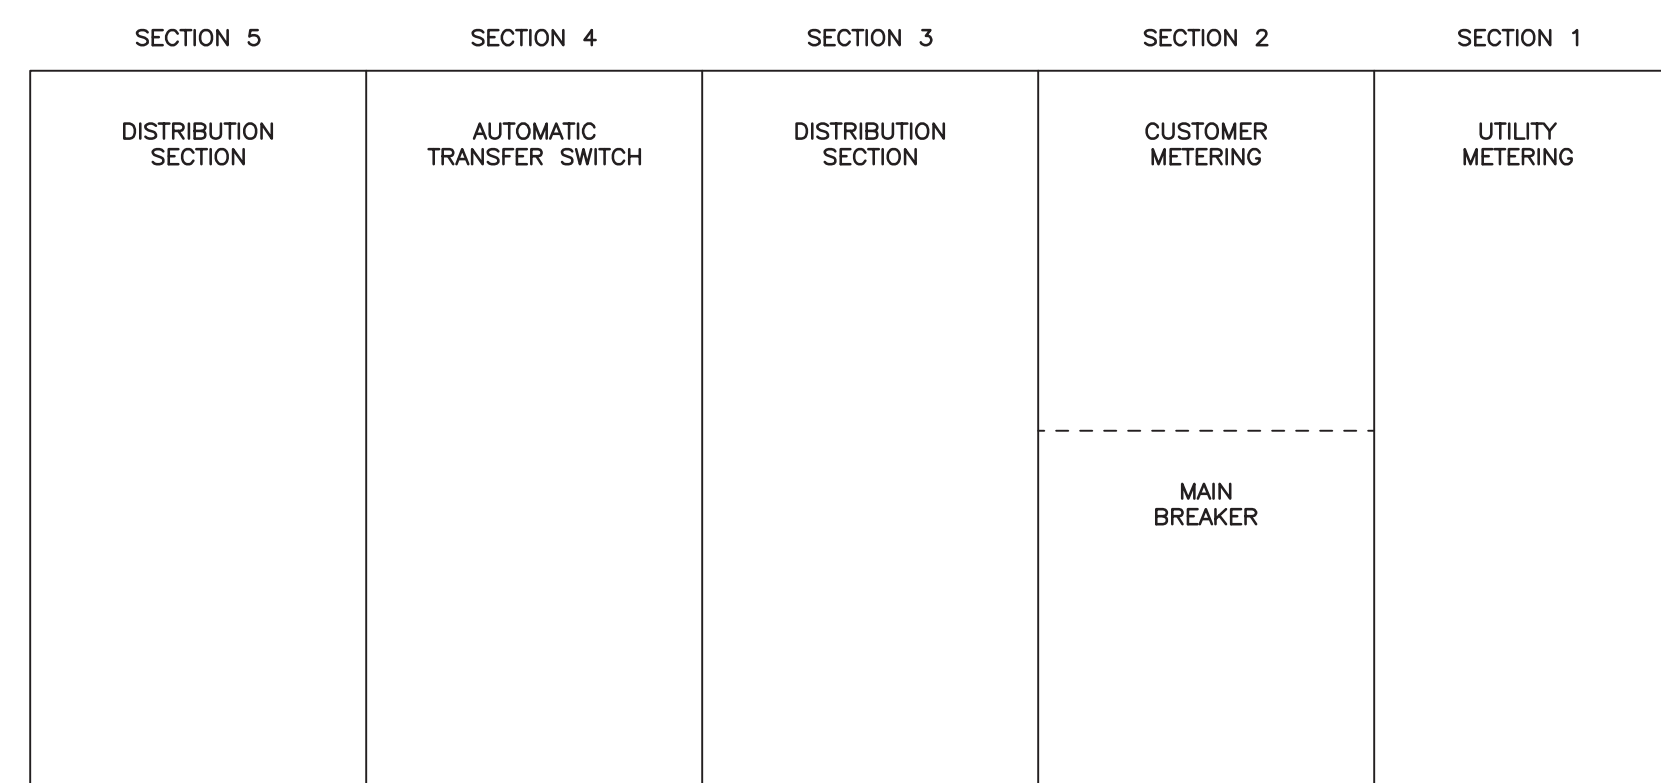 SECTION 5
SECTION 4
SECTION 3
SECTION 2
SECTION 1
DISTRIBUTION
SECTION
AUTOMATIC
TRANSFER SWITCH
DISTRIBUTION
SECTION
CUSTOMER
METERING
UTILITY
METERING
MAIN
BREAKER